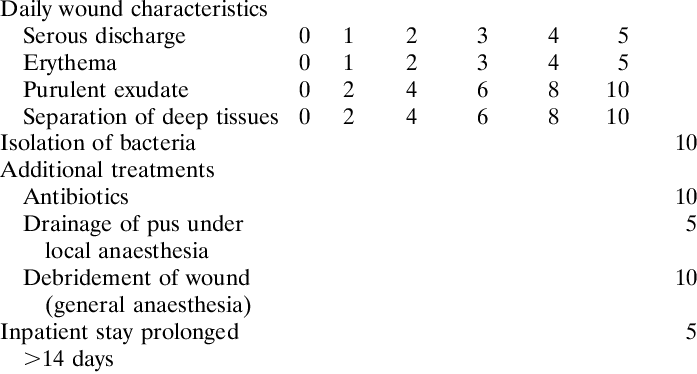 Daily wound characteristics
Serous discharge 0 1 2 3 4 5
Erythema 0 1 2 3 4 5
Purulent exudate 0 2 4 6 8 10
Separation of deep tissues 0 2 4 6 8 10
Isolation of bacteria 10
Additional treatments
Antibiotics 10
Drainage of pus under 5
local anaesthesia
Debridement of wound 10
(general anaesthesia)
Inpatient stay prolonged 5
>14 days